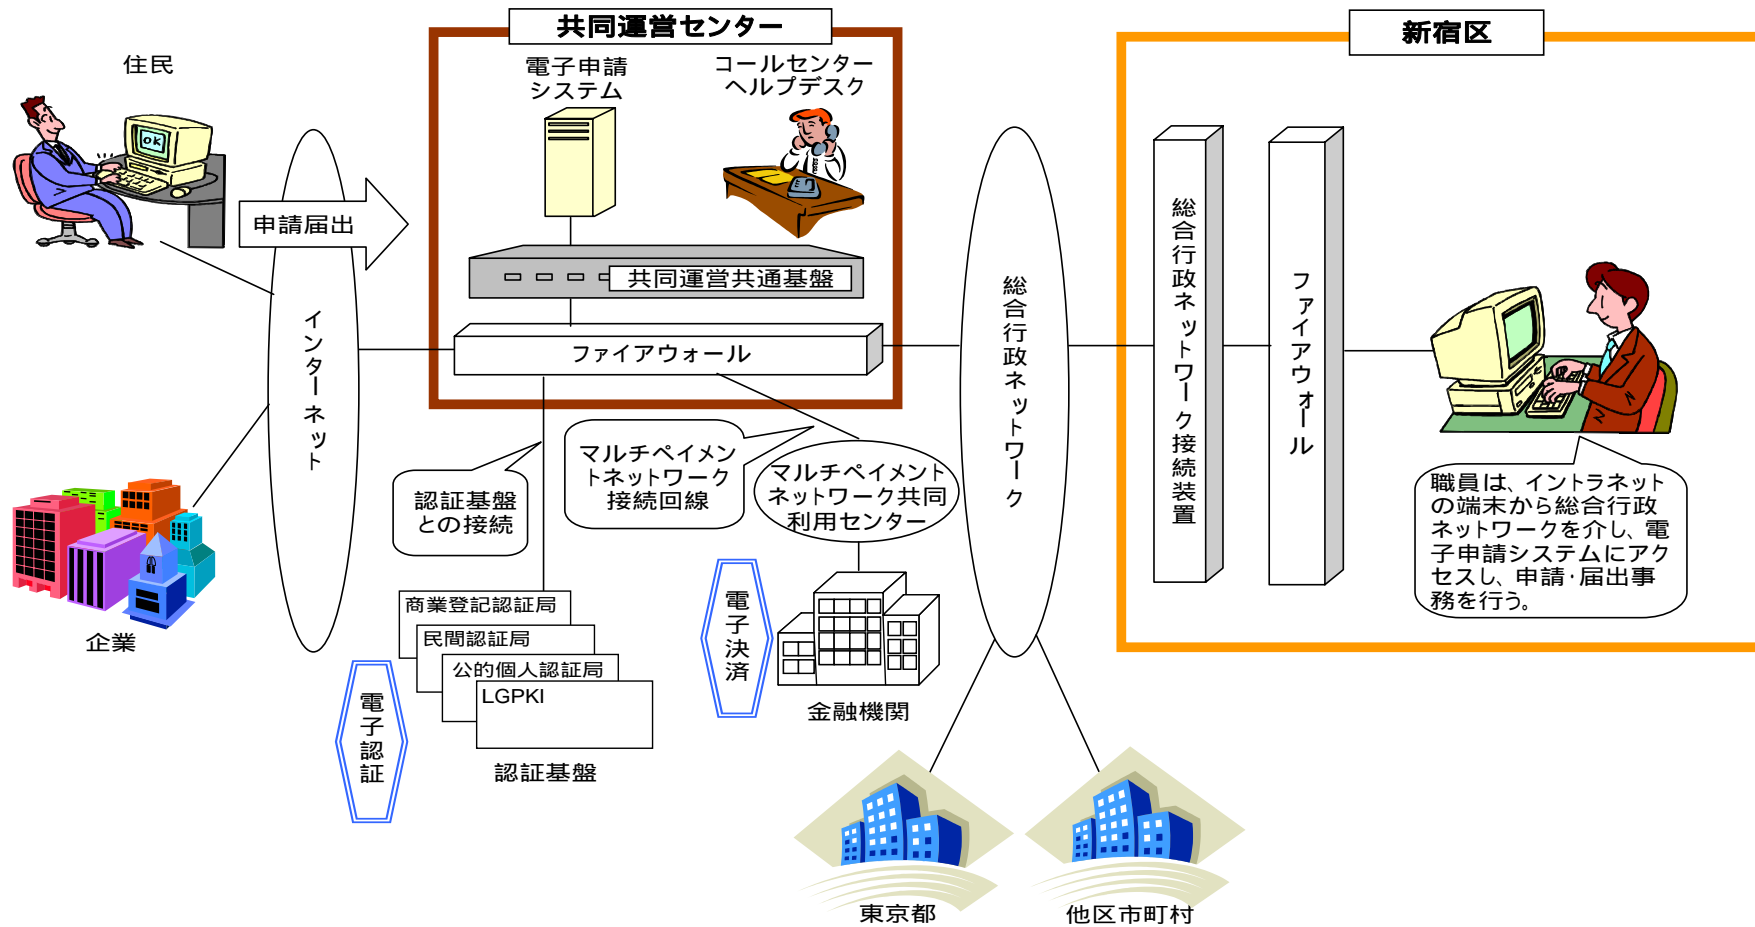 共同運営センター
新宿区
住民
電子申請
システム
コールセンター
ヘルプデスク
OK
申請届出
共同運営共通基盤
ファイアウォール
インターネット
総合行政ネットワーク
総合行政ネットワーク接続装置
ファイアウォール
認証基盤
との接続
マルチペイメン
トネットワーク
接続回線
マルチペイメント
ネットワーク共同
利用センター
職員は、イントラネット
の端末から総合行政
ネットワークを介し、電
子申請システムにアク
セスし、申請・届出事
務を行う。
企業
商業登記認証局
民間認証局
公的個人認証局
LGPKI
電子認証
認証基盤
電子決済
金融機関
東京都
他区市町村